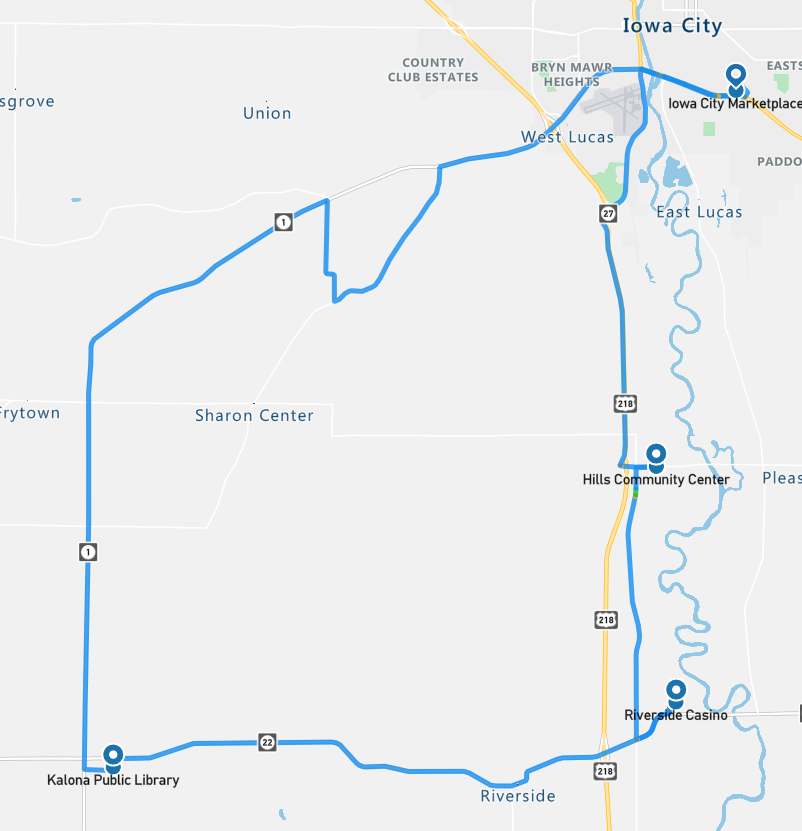 Iowa City
COUNTRY
CLUB ESTATES
BRYN MAWR
HEIGHTS
EASTS
Iowa City Marketplace
sgrove
Union
West Lucas
PADDO
1
27
East Lucas
218
Frytown
Sharon Center
Hills Community Center
Pleas
1
218
Riverside Casino
22
Kalona Public Library
218
Riverside